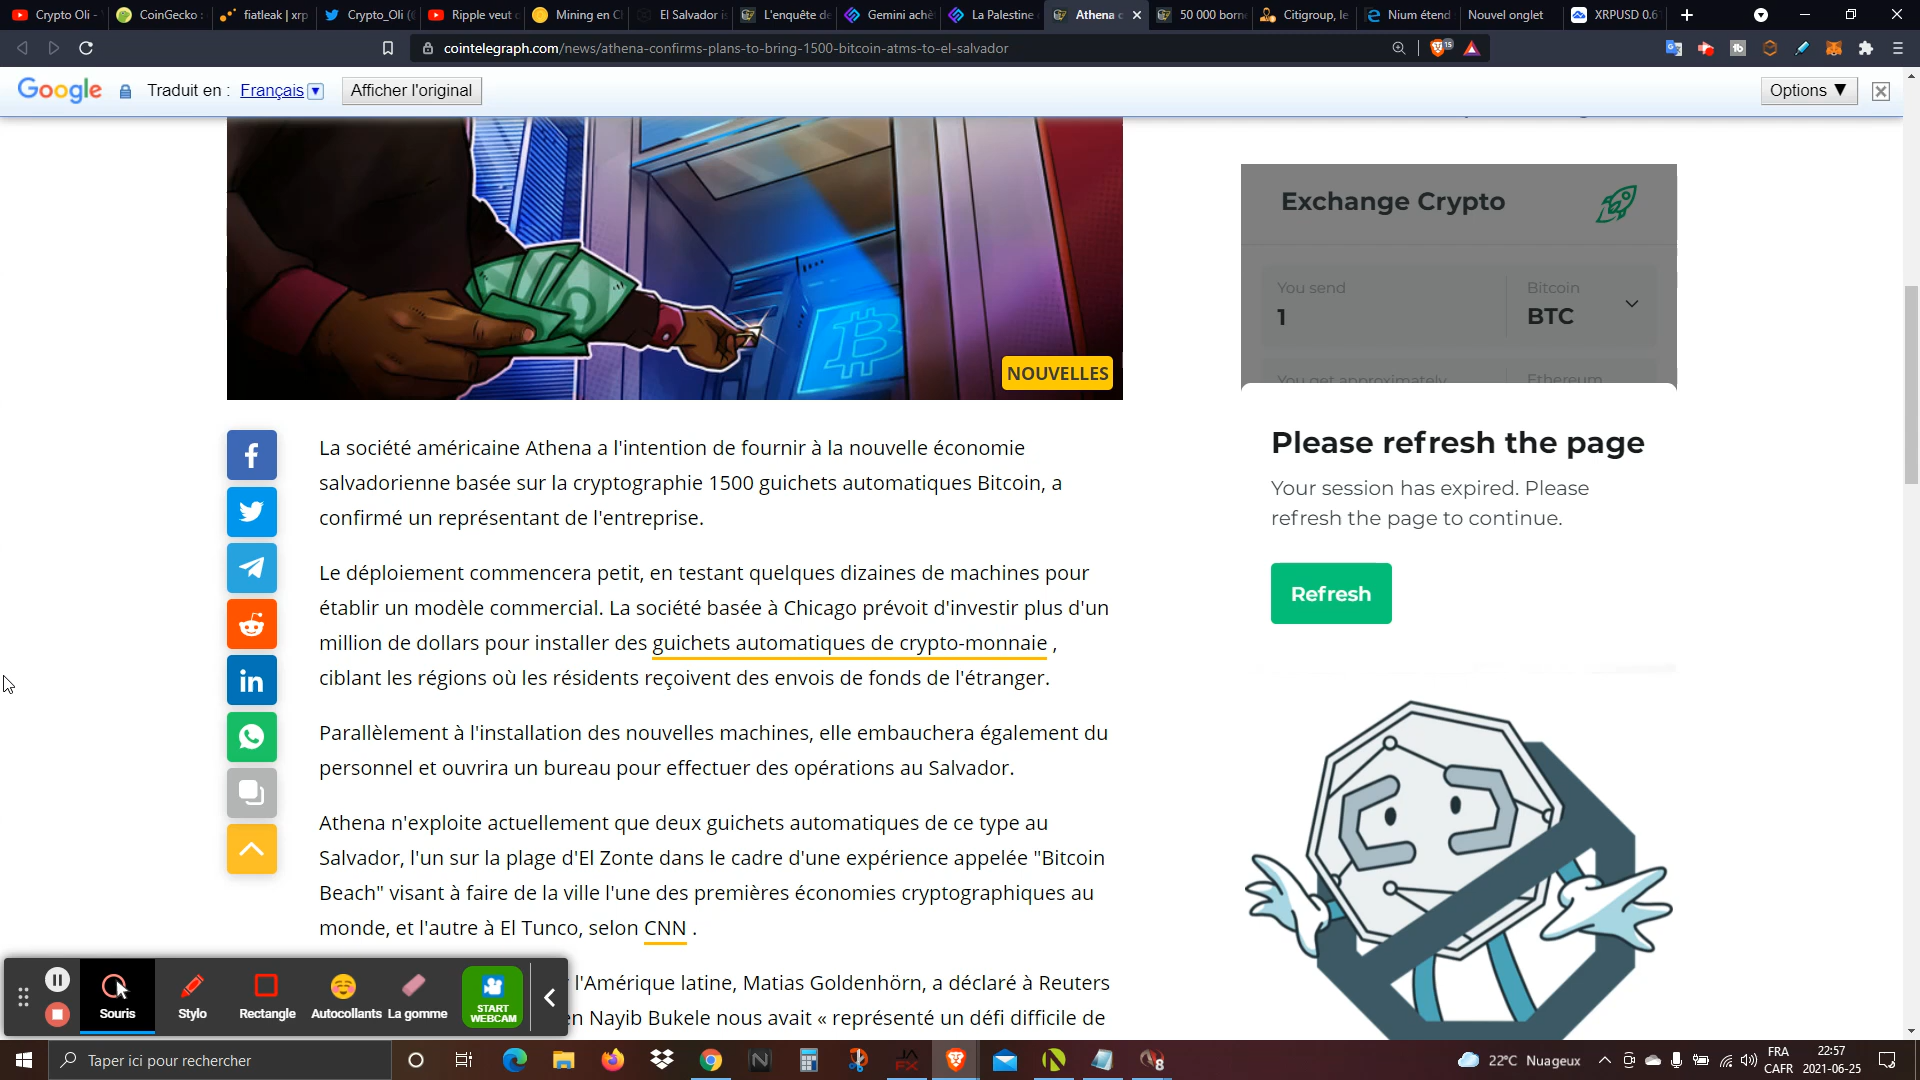 Crypto Oli -
CoinGecko
fiatleak | xrp
Crypto_Oli (
Ripple veut
Mining en C
El Salvador
L'enquête de
Gemini achè
La Palestine
Athena c
50 000 born
Citigroup, le
Nium étend
Nouvel onglet
XRPUSD 0.6
cointelegraph.com/news/athena-confirms-plans-to-bring-1500-bitcoin-atms-to-el-salvador
15
Google
Traduit en :
Français
Afficher l'original
Options ▼
NOUVELLES
La société américaine Athena a l'intention de fournir à la nouvelle économie
salvadorienne basée sur la cryptographie 1500 guichets automatiques Bitcoin, a
confirmé un représentant de l'entreprise.
Le déploiement commencera petit, en testant quelques dizaines de machines pour
établir un modèle commercial. La société basée à Chicago prévoit d'investir plus d'un
million de dollars pour installer des guichets automatiques de crypto-monnaie ,
ciblant les régions où les résidents reçoivent des envois de fonds de l'étranger.
Parallèlement à l'installation des nouvelles machines, elle embauchera également du
personnel et ouvrira un bureau pour effectuer des opérations au Salvador.
Athena n'exploite actuellement que deux guichets automatiques de ce type au
Salvador, l'un sur la plage d'El Zonte dans le cadre d'une expérience appelée "Bitcoin
Beach" visant à faire de la ville l'une des premières économies cryptographiques au
monde, et l'autre à El Tunco, selon CNN .
l'Amérique latine, Matias Goldenhörn, a déclaré à Reuters
en Nayib Bukele nous avait « représenté un défi difficile de
Exchange Crypto
You send
1
Bitcoin
BTC
You get approximately
Ethereum
Please refresh the page
Your session has expired. Please
refresh the page to continue.
Refresh
Souris
Stylo
Rectangle
Autocollants
La gomme
START
WEBCAM
Taper ici pour rechercher
22°C Nuageux
FRA
CAFR
22:57
2021-06-25